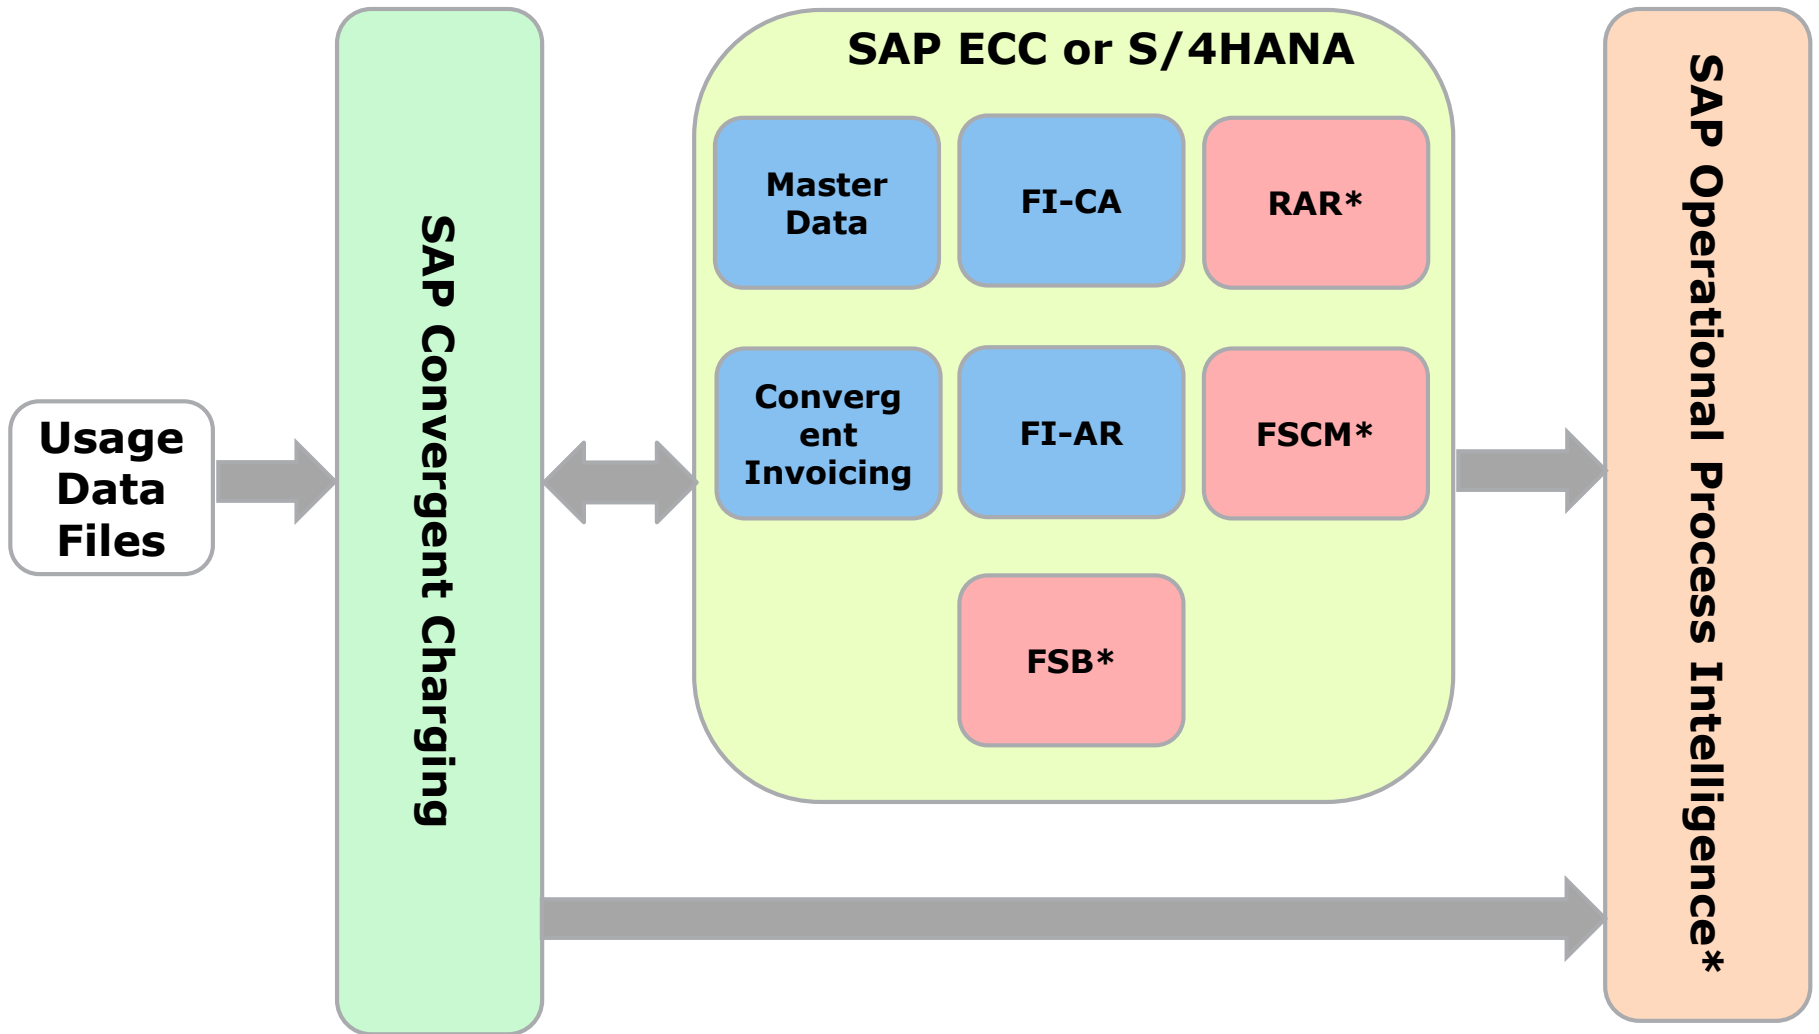 Usage
Data
Files
SAP Convergent Charging
SAP ECC or S/4HANA
Master
Data
FI-CA
RAR*
Converg
ent
Invoicing
FI-AR
FSCM*
FSB*
SAP Operational Process Intelligence*